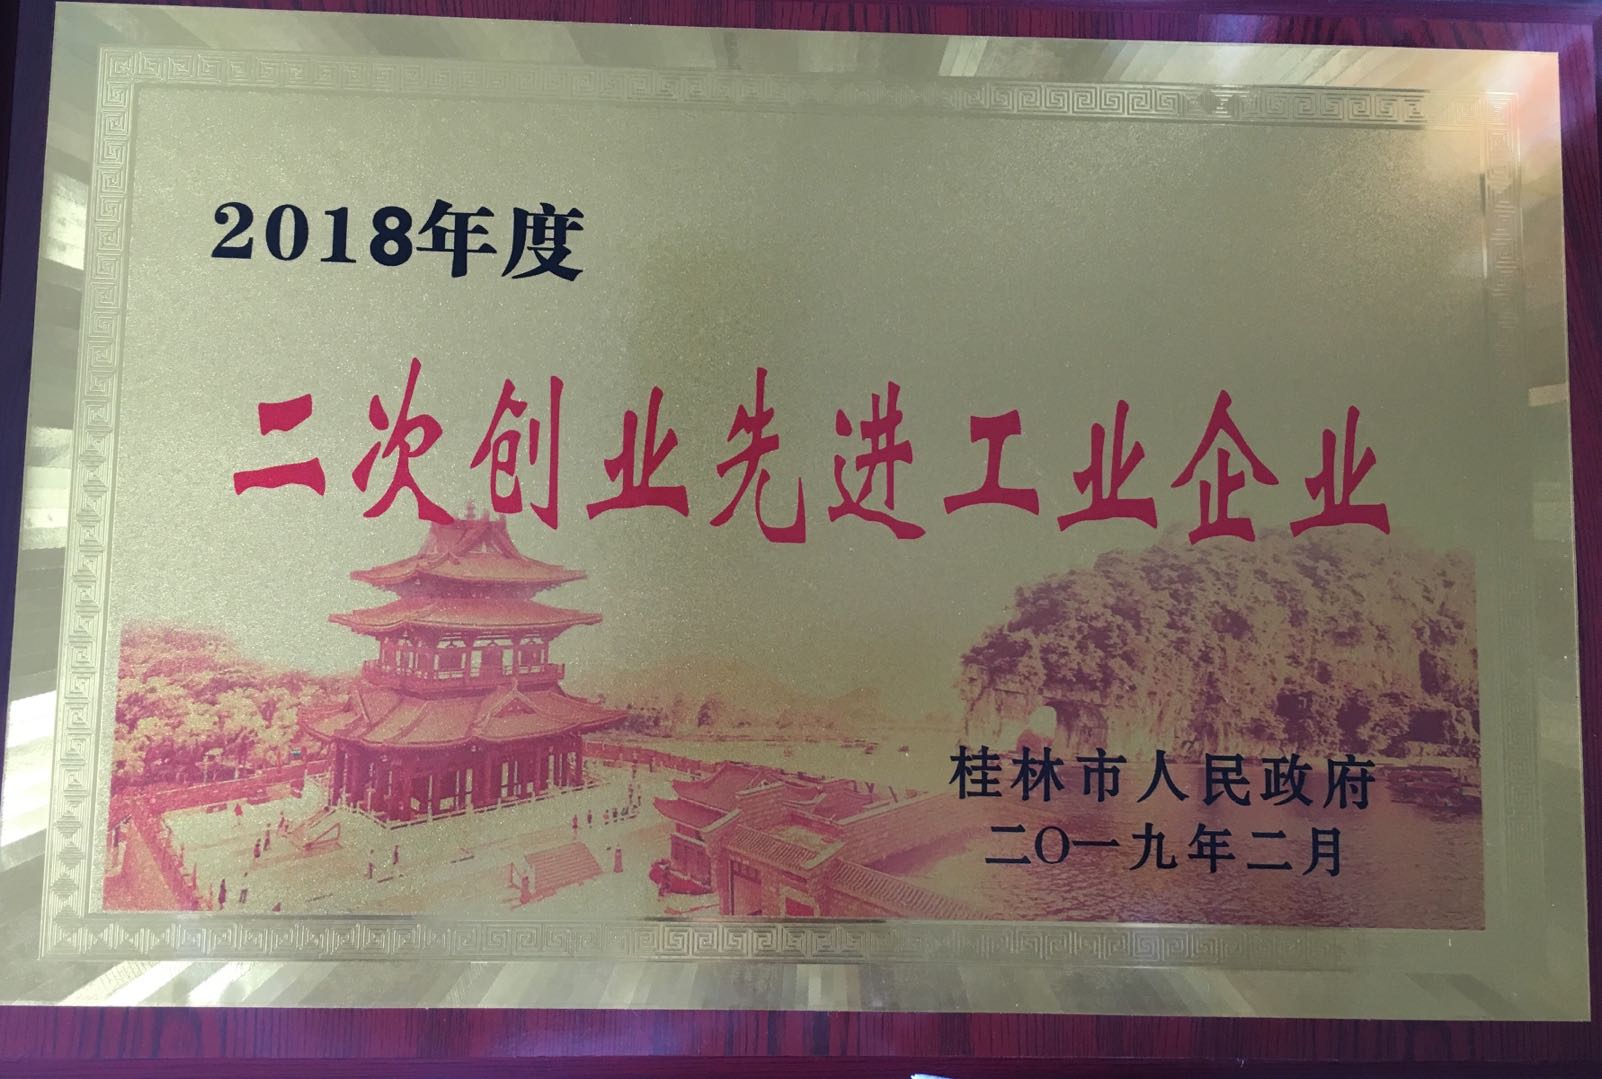 2018年度
二次创业先进工业企业
桂林市人民政府
二〇一九年二月